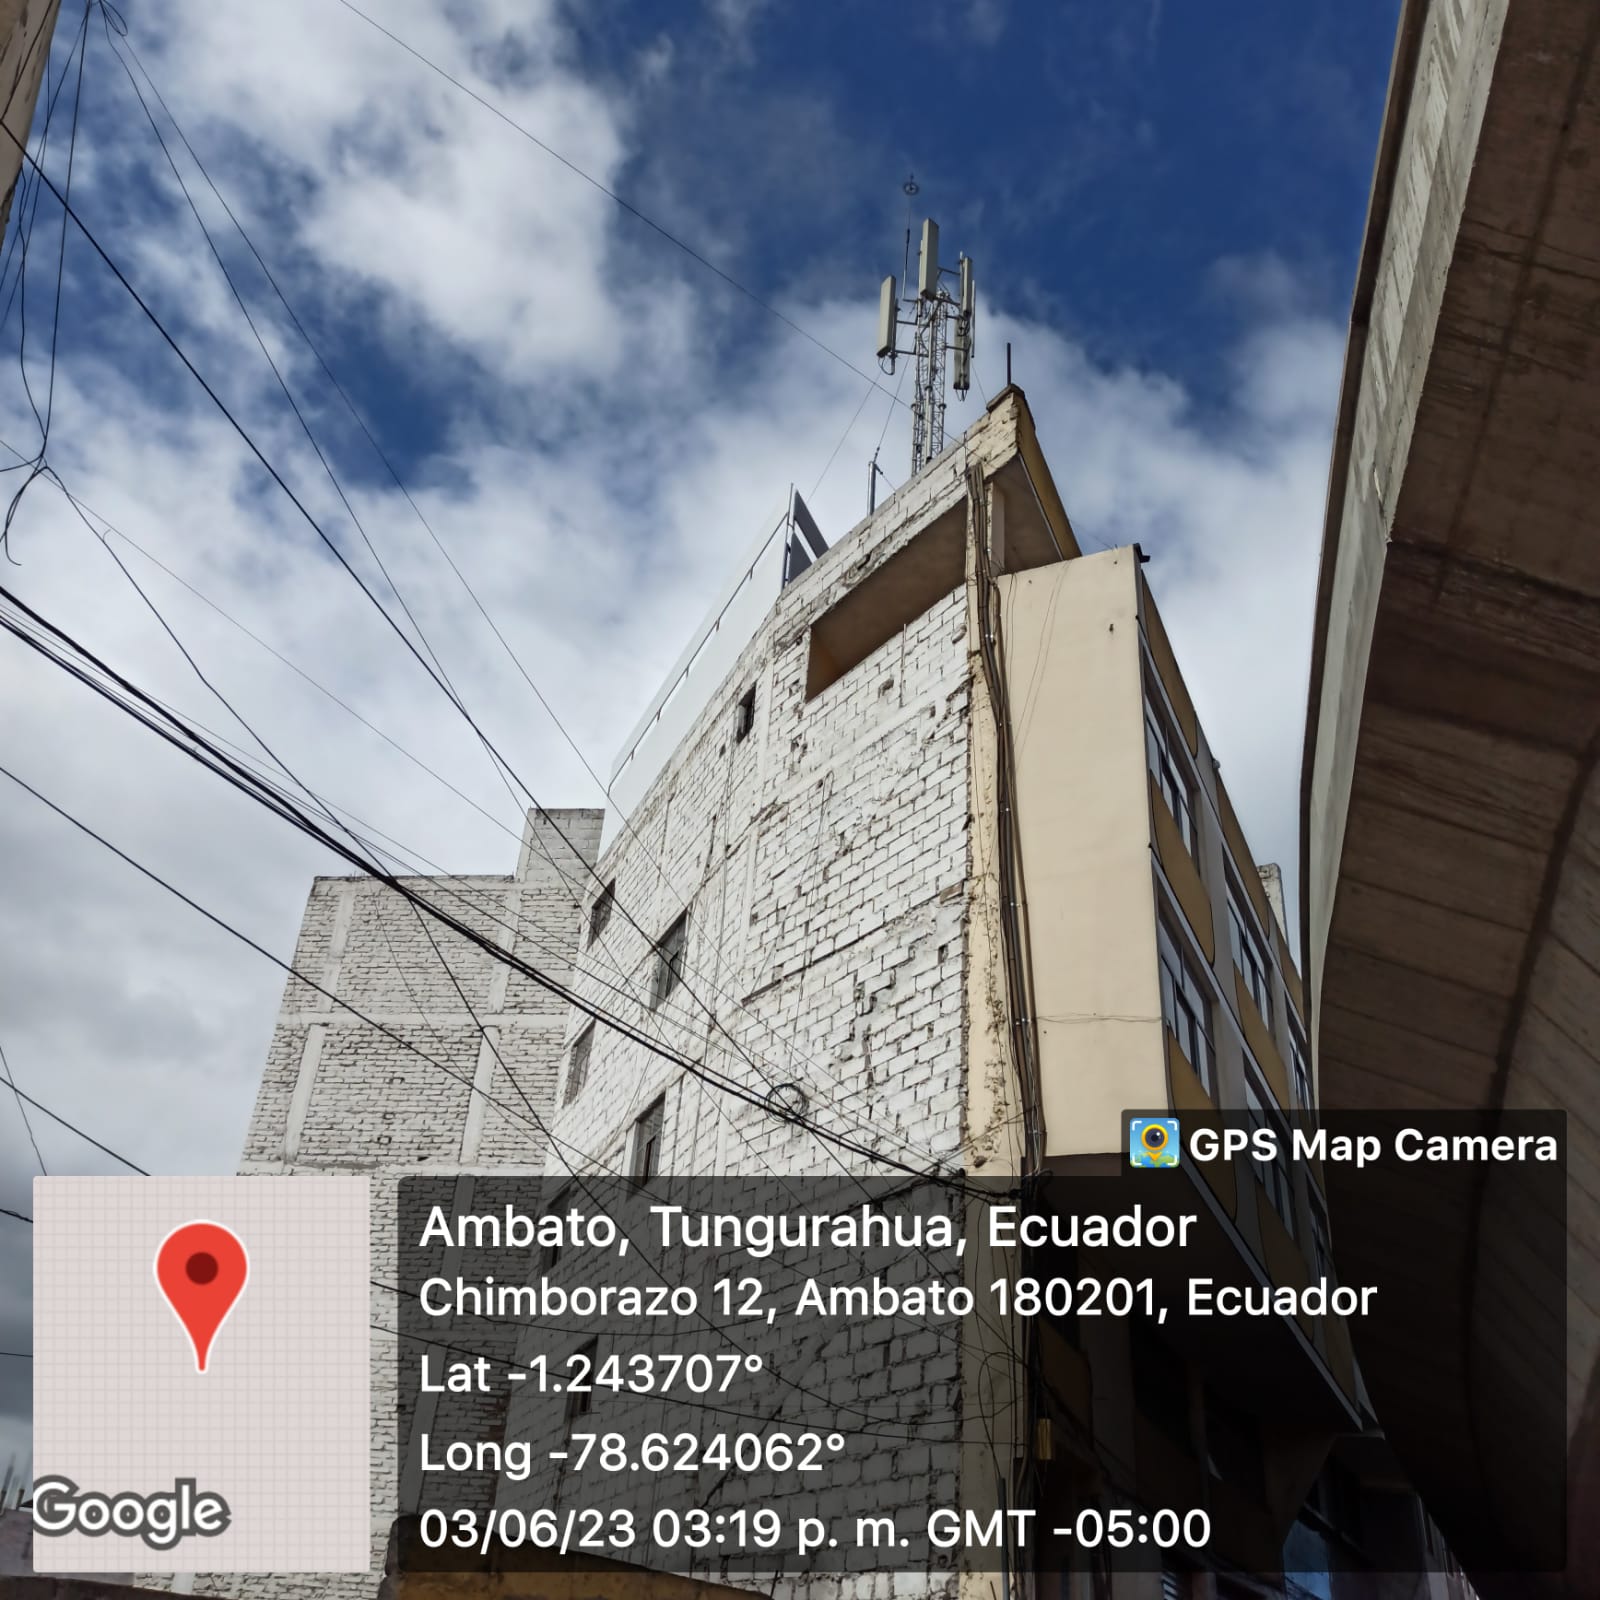 GPS Map Camera
Ambato, Tungurahua, Ecuador
Chimborazo 12, Ambato 180201, Ecuador
Lat -1.243707°
Long -78.624062°
03/06/23 03:19 p. m. GMT -05:00
Google